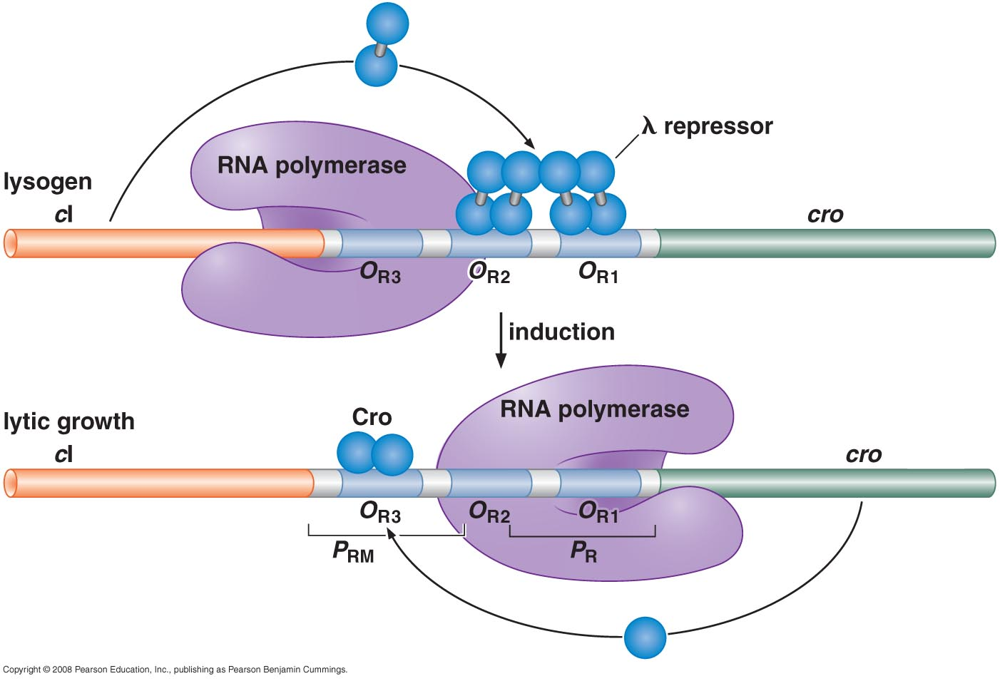 λ repressor
RNA polymerase
lysogen
cI
cro
OR3
OR2
OR1
induction
RNA polymerase
Cro
lytic growth
cI
cro
OR3
OR2
OR1
PRM
PR
Copyright © 2008 Pearson Education, Inc., publishing as Pearson Benjamin Cummings.